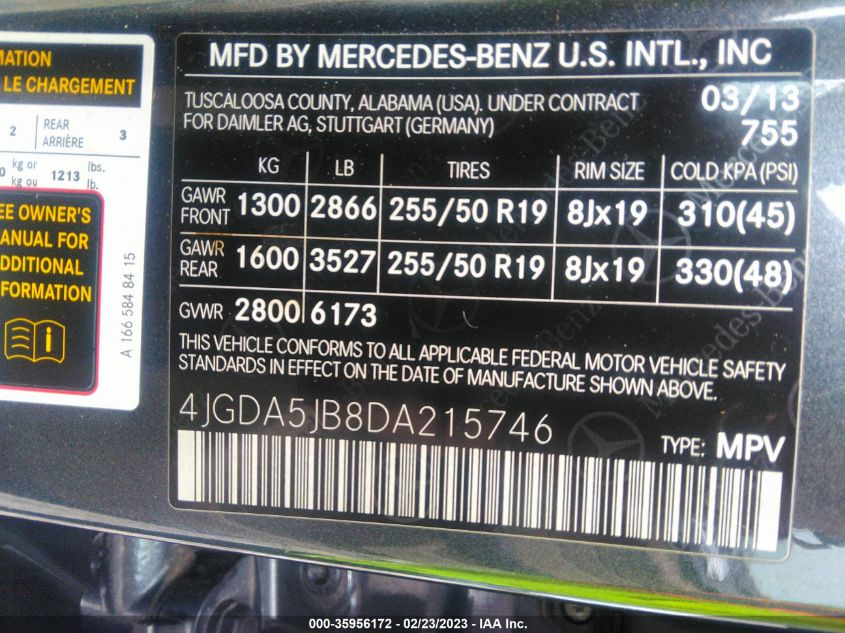 MATION
LE CHARGEMENT
2 REAR ARRIÈRE 3
kg or kg ou 1213 lbs. lb.
OWNER'S
MANUAL FOR
ADDITIONAL
INFORMATION
A 166 584 84 15
MFD BY MERCEDES-BENZ U.S. INTL., INC
TUSCALOOSA COUNTY, ALABAMA (USA). UNDER CONTRACT 03/13
FOR DAIMLER AG, STUTTGART (GERMANY) 755
KG LB TIRES RIM SIZE COLD KPA (PSI)
GAWR FRONT 1300 2866 255/50 R19 8Jx19 310(45)
GAWR REAR 1600 3527 255/50 R19 8Jx19 330(48)
GVWR 2800 6173
THIS VEHICLE CONFORMS TO ALL APPLICABLE FEDERAL MOTOR VEHICLE SAFETY
STANDARDS IN EFFECT ON THE DATE OF MANUFACTURE SHOWN ABOVE.
4JGDA5JB8DA215746
TYPE: MPV
Mercedes-Benz
000-35956172 - 02/23/2023 - IAA Inc.